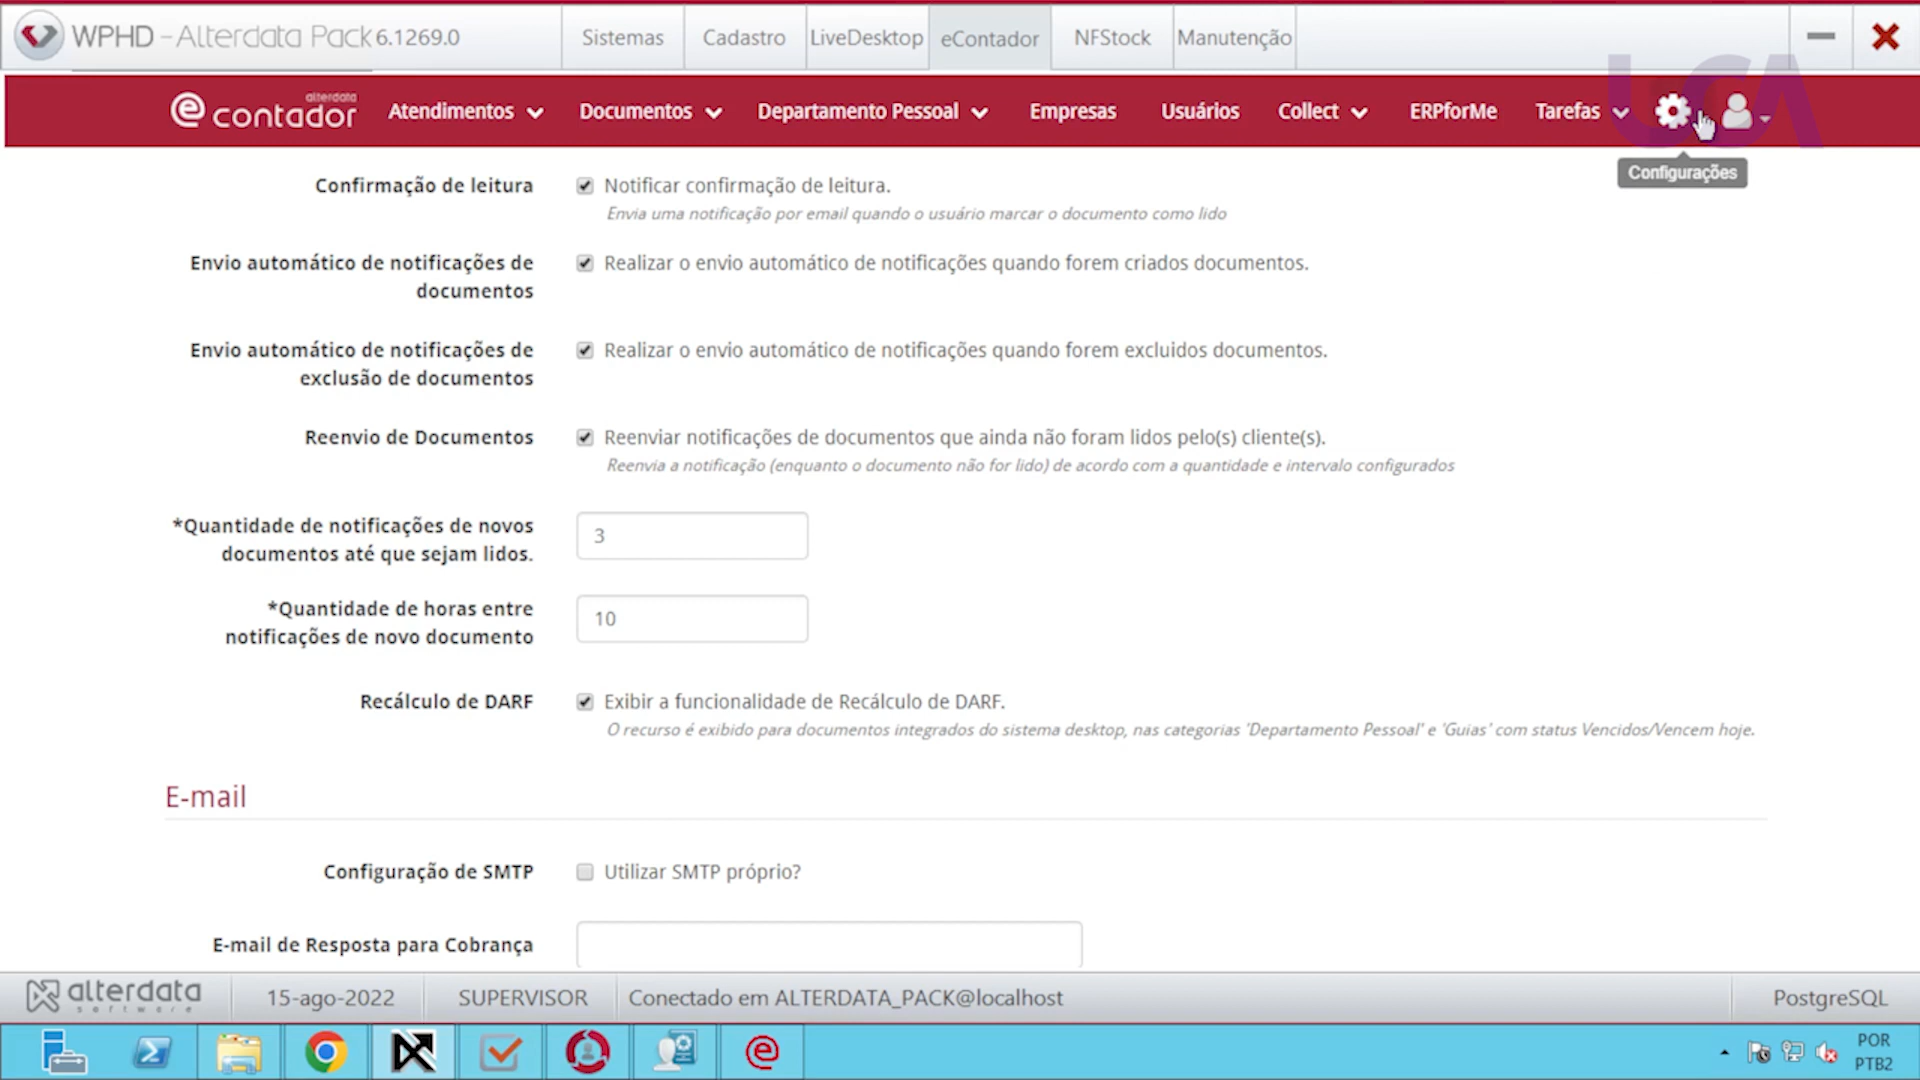 WPHD - Alterdata Pack 6.1269.0
Sistemas
Cadastro
LiveDesktop
eContador
NFStock
Manutenção
UCA
alterdata
e contador
Atendimentos
Documentos
Departamento Pessoal
Empresas
Usuários
Collect
ERPforMe
Tarefas
Configurações
Confirmação de leitura
Notificar confirmação de leitura.
Envia uma notificação por email quando o usuário marcar o documento como lido
Envio automático de notificações de
documentos
Realizar o envio automático de notificações quando forem criados documentos.
Envio automático de notificações de
exclusão de documentos
Realizar o envio automático de notificações quando forem excluidos documentos.
Reenvio de Documentos
Reenviar notificações de documentos que ainda não foram lidos pelo(s) cliente(s).
Reenvia a notificação (enquanto o documento não for lido) de acordo com a quantidade e intervalo configurados
*Quantidade de notificações de novos
documentos até que sejam lidos.
3
*Quantidade de horas entre
notificações de novo documento
10
Recálculo de DARF
Exibir a funcionalidade de Recálculo de DARF.
O recurso é exibido para documentos integrados do sistema desktop, nas categorias 'Departamento Pessoal' e 'Guias' com status Vencidos/Vencem hoje.
E-mail
Configuração de SMTP
Utilizar SMTP próprio?
E-mail de Resposta para Cobrança
alterdata
software
15-ago-2022
SUPERVISOR
Conectado em ALTERDATA_PACK@localhost
PostgreSQL
POR
PTB2